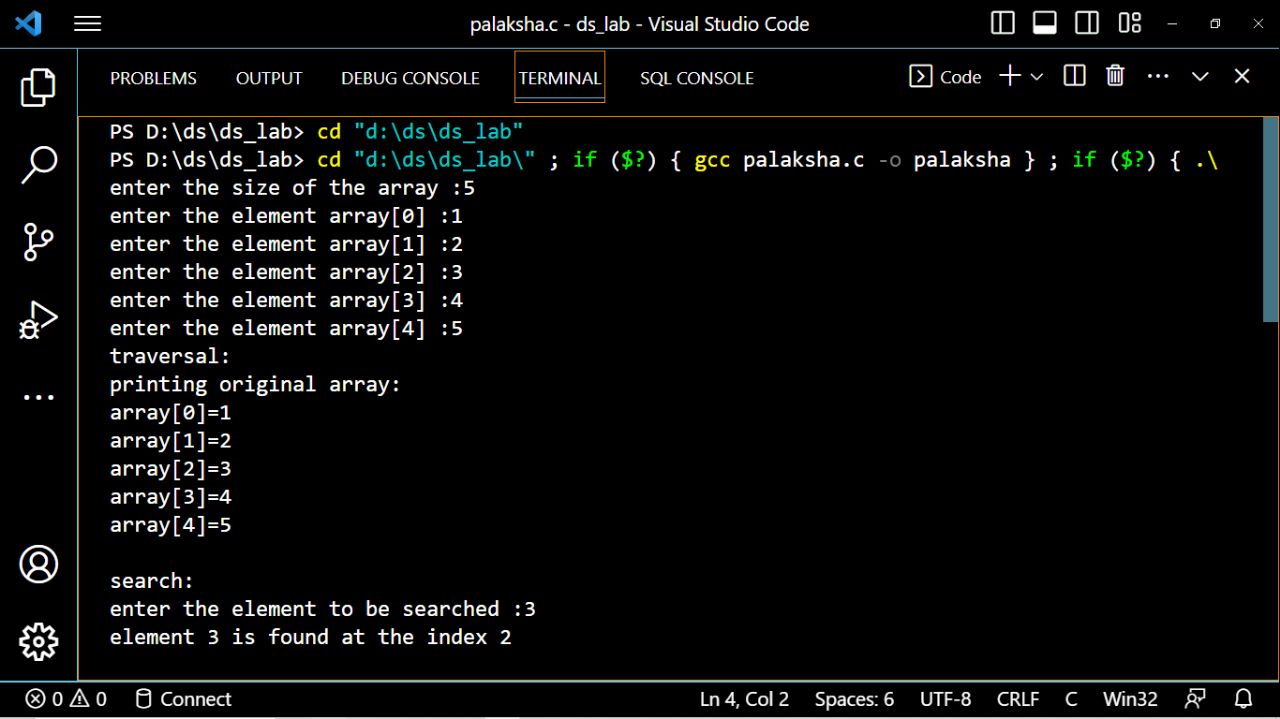 palaksha.c - ds_lab - Visual Studio Code
PROBLEMS OUTPUT DEBUG CONSOLE TERMINAL SQL CONSOLE Code
PS D:\ds\ds_lab> cd "d:\ds\ds_lab"
PS D:\ds\ds_lab> cd "d:\ds\ds_lab\" ; if ($?) { gcc palaksha.c -o palaksha } ; if ($?) { .\
enter the size of the array :5
enter the element array[0] :1
enter the element array[1] :2
enter the element array[2] :3
enter the element array[3] :4
enter the element array[4] :5
traversal:
printing original array:
array[0]=1
array[1]=2
array[2]=3
array[3]=4
array[4]=5
search:
enter the element to be searched :3
element 3 is found at the index 2
0 0 Connect Ln 4, Col 2 Spaces: 6 UTF-8 CRLF C Win32